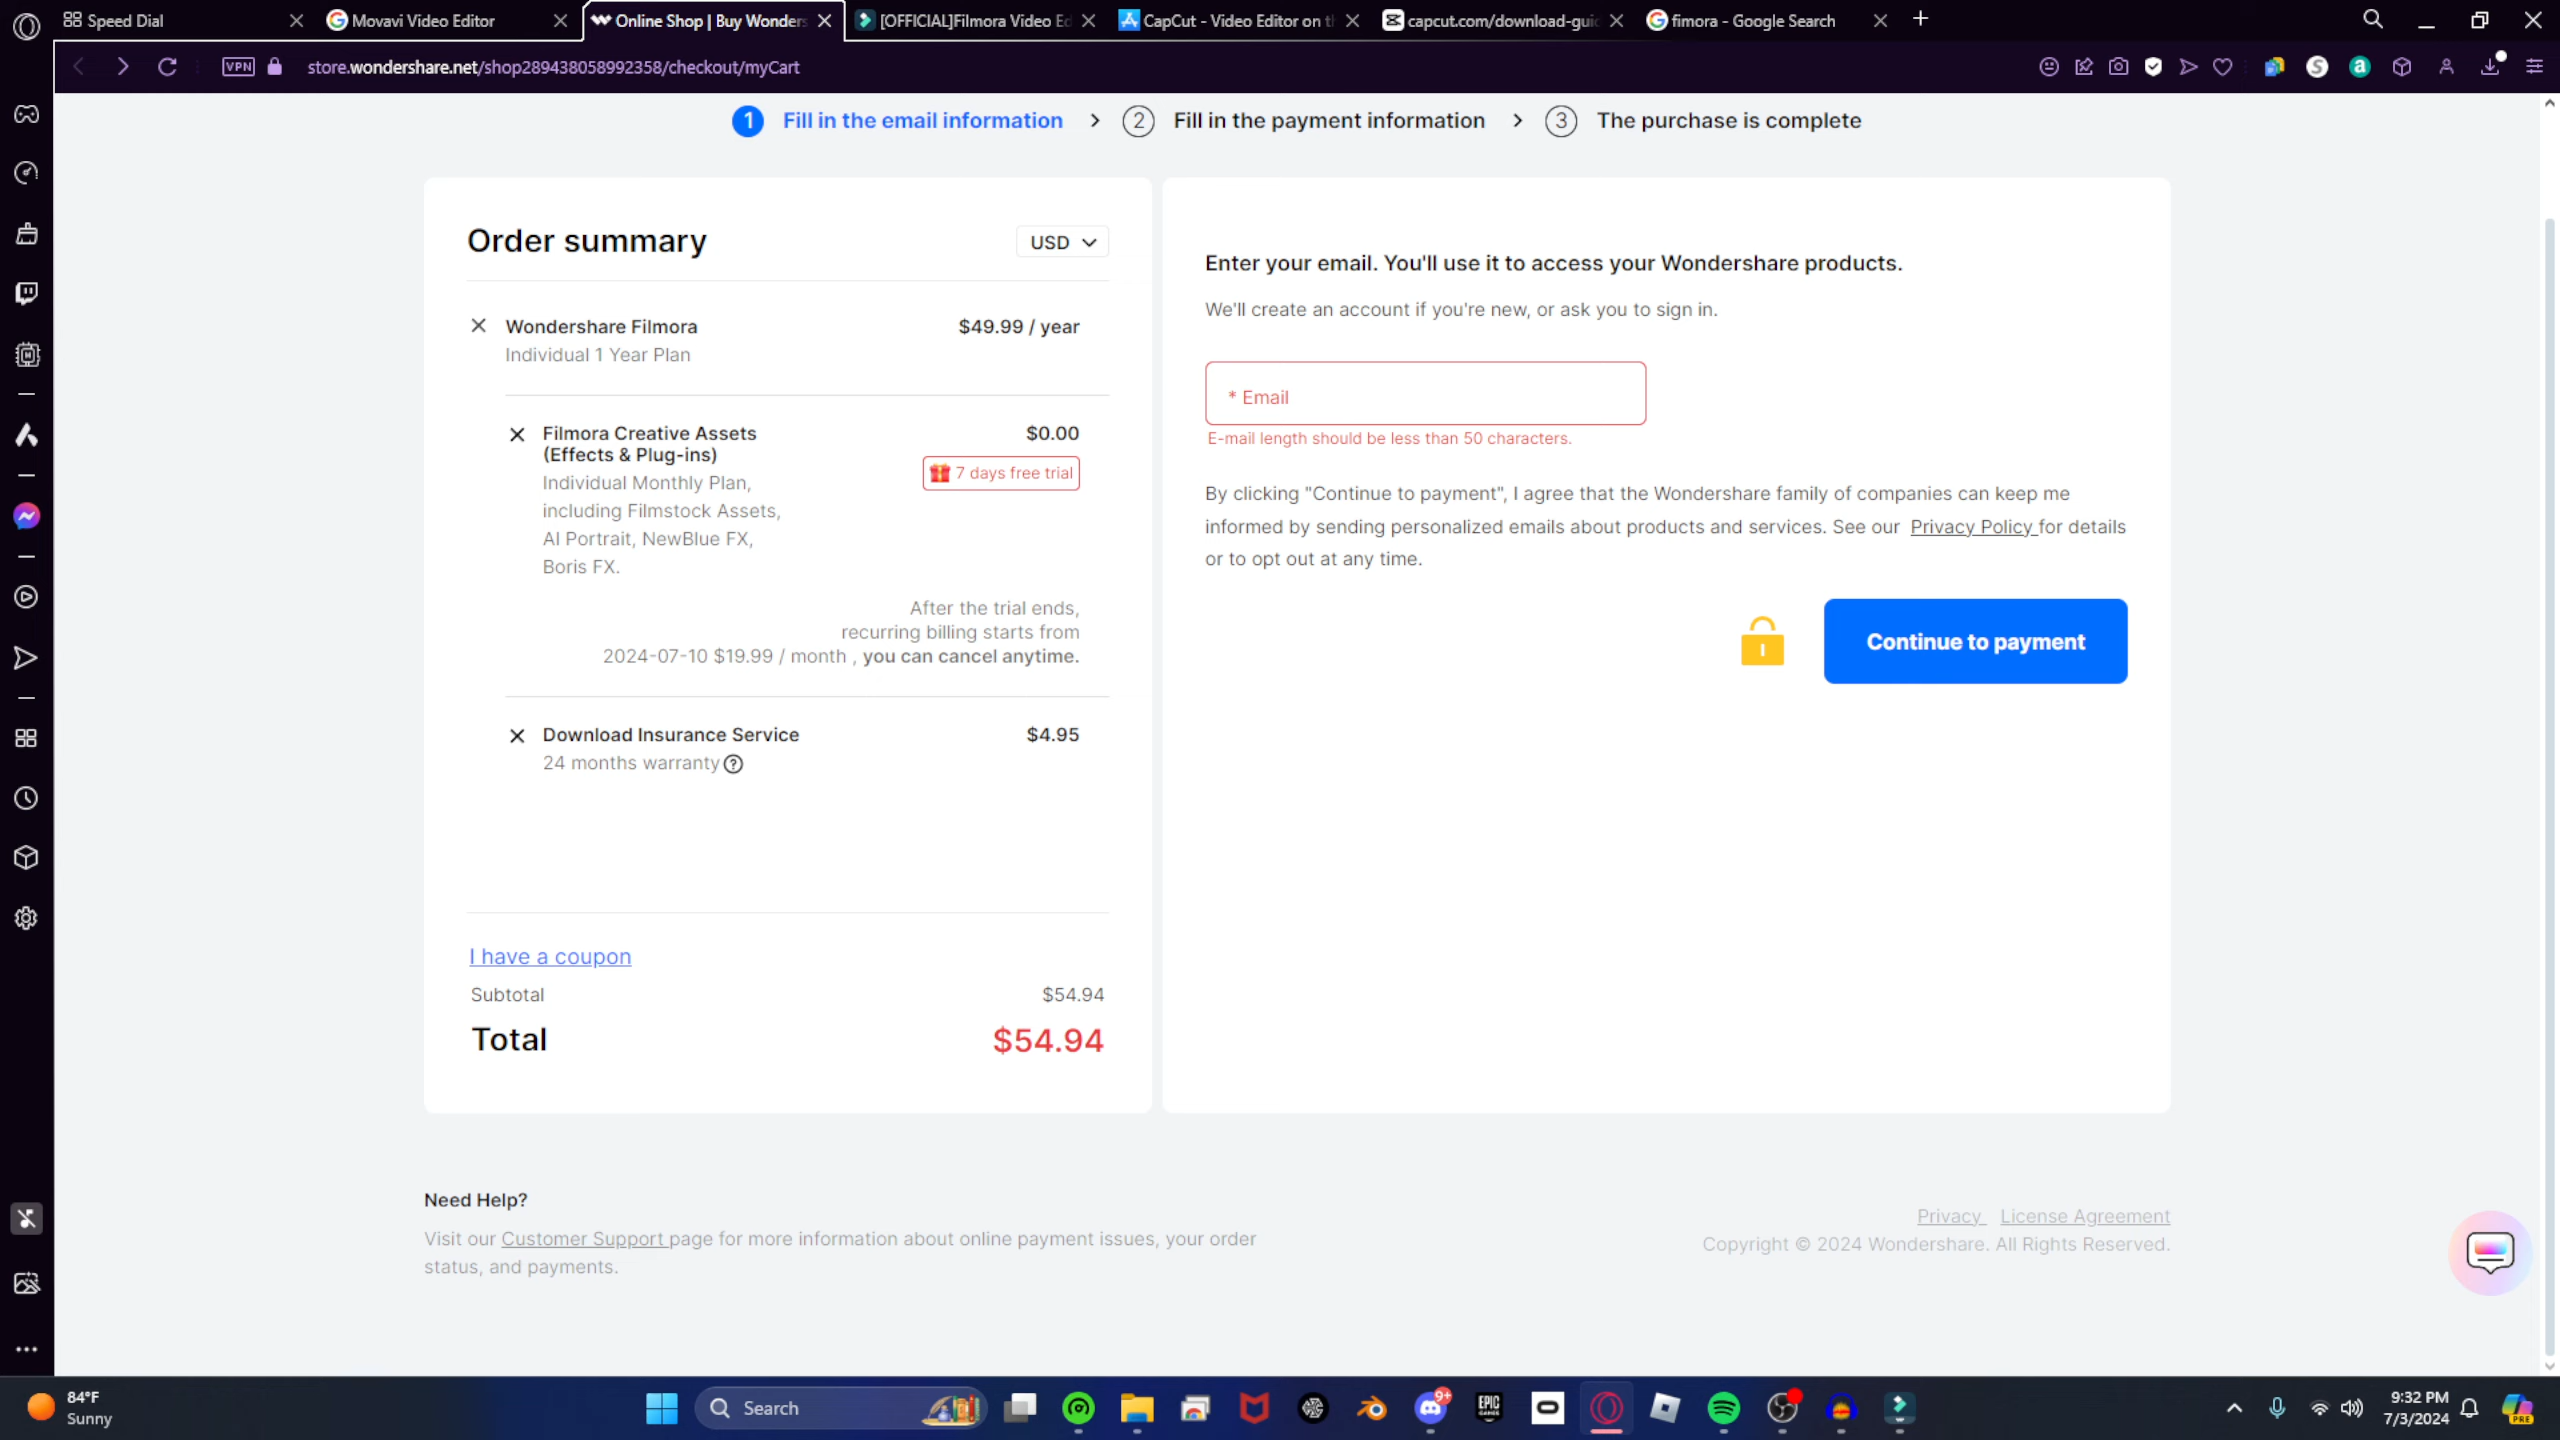 Speed Dial
Movavi Video Editor
Online Shop | Buy Wonders
[OFFICIAL]Filmora Video Ed
CapCut - Video Editor on th
capcut.com/download-guid
fimora - Google Search
VPN
store.wondershare.net/shop289438058992358/checkout/myCart
1 Fill in the email information
2 Fill in the payment information
3 The purchase is complete
Order summary
USD
Wondershare Filmora $49.99 / year
Individual 1 Year Plan
Filmora Creative Assets $0.00
(Effects & Plug-ins)
7 days free trial
Individual Monthly Plan,
including Filmstock Assets,
AI Portrait, NewBlue FX,
Boris FX.
After the trial ends,
recurring billing starts from
2024-07-10 $19.99 / month , you can cancel anytime.
Download Insurance Service $4.95
24 months warranty ?
I have a coupon
Subtotal $54.94
Total $54.94
Enter your email. You'll use it to access your Wondershare products.
We'll create an account if you're new, or ask you to sign in.
* Email
E-mail length should be less than 50 characters.
By clicking "Continue to payment", I agree that the Wondershare family of companies can keep me
informed by sending personalized emails about products and services. See our Privacy Policy for details
or to opt out at any time.
Continue to payment
Need Help?
Visit our Customer Support page for more information about online payment issues, your order
status, and payments.
Privacy License Agreement
Copyright © 2024 Wondershare. All Rights Reserved.
84°F
Sunny
Search
9+
EPIC
GAMES
9:32 PM
7/3/2024
PRE